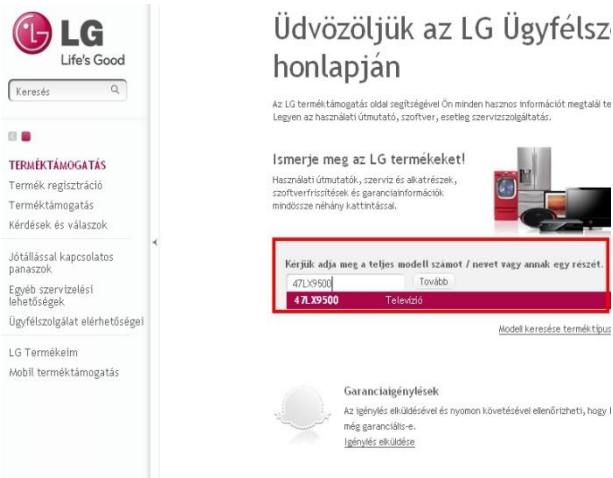 LG
Life's Good
Keresés
TERMÉKTÁMOGATÁS
Termék regisztráció
Terméktámogatás
Kérdések és válaszok
Jótállással kapcsolatos
panaszok
Egyéb szervizelési
lehetőségek
Ügyfélszolgálat elérhetőségei
LG Termékeim
Mobil terméktámogatás
Üdvözöljük az LG Ügyfélsz
honlapján
Az LG terméktámogatás oldal segítségével Ön minden hasznos információt megtalál te
Legyen az használati útmutató, szoftver, esetleg szervizszolgáltatás.
Ismerje meg az LG termékeket!
Használati útmutatók, szerviz és alkatrészek,
szoftverfrissítések és garanciainformációk
mindössze néhány kattintással.
Kérjük adja meg a teljes modell számot / nevet vagy annak egy részét.
47LX9500 Tovább
47LX9500 Televízió
Modell keresése terméktípus
Garanciaigénylések
Az igénylés elküldésével és nyomon követésével ellenőrizheti, hogy
még garanciális-e.
Igénylés elküldése